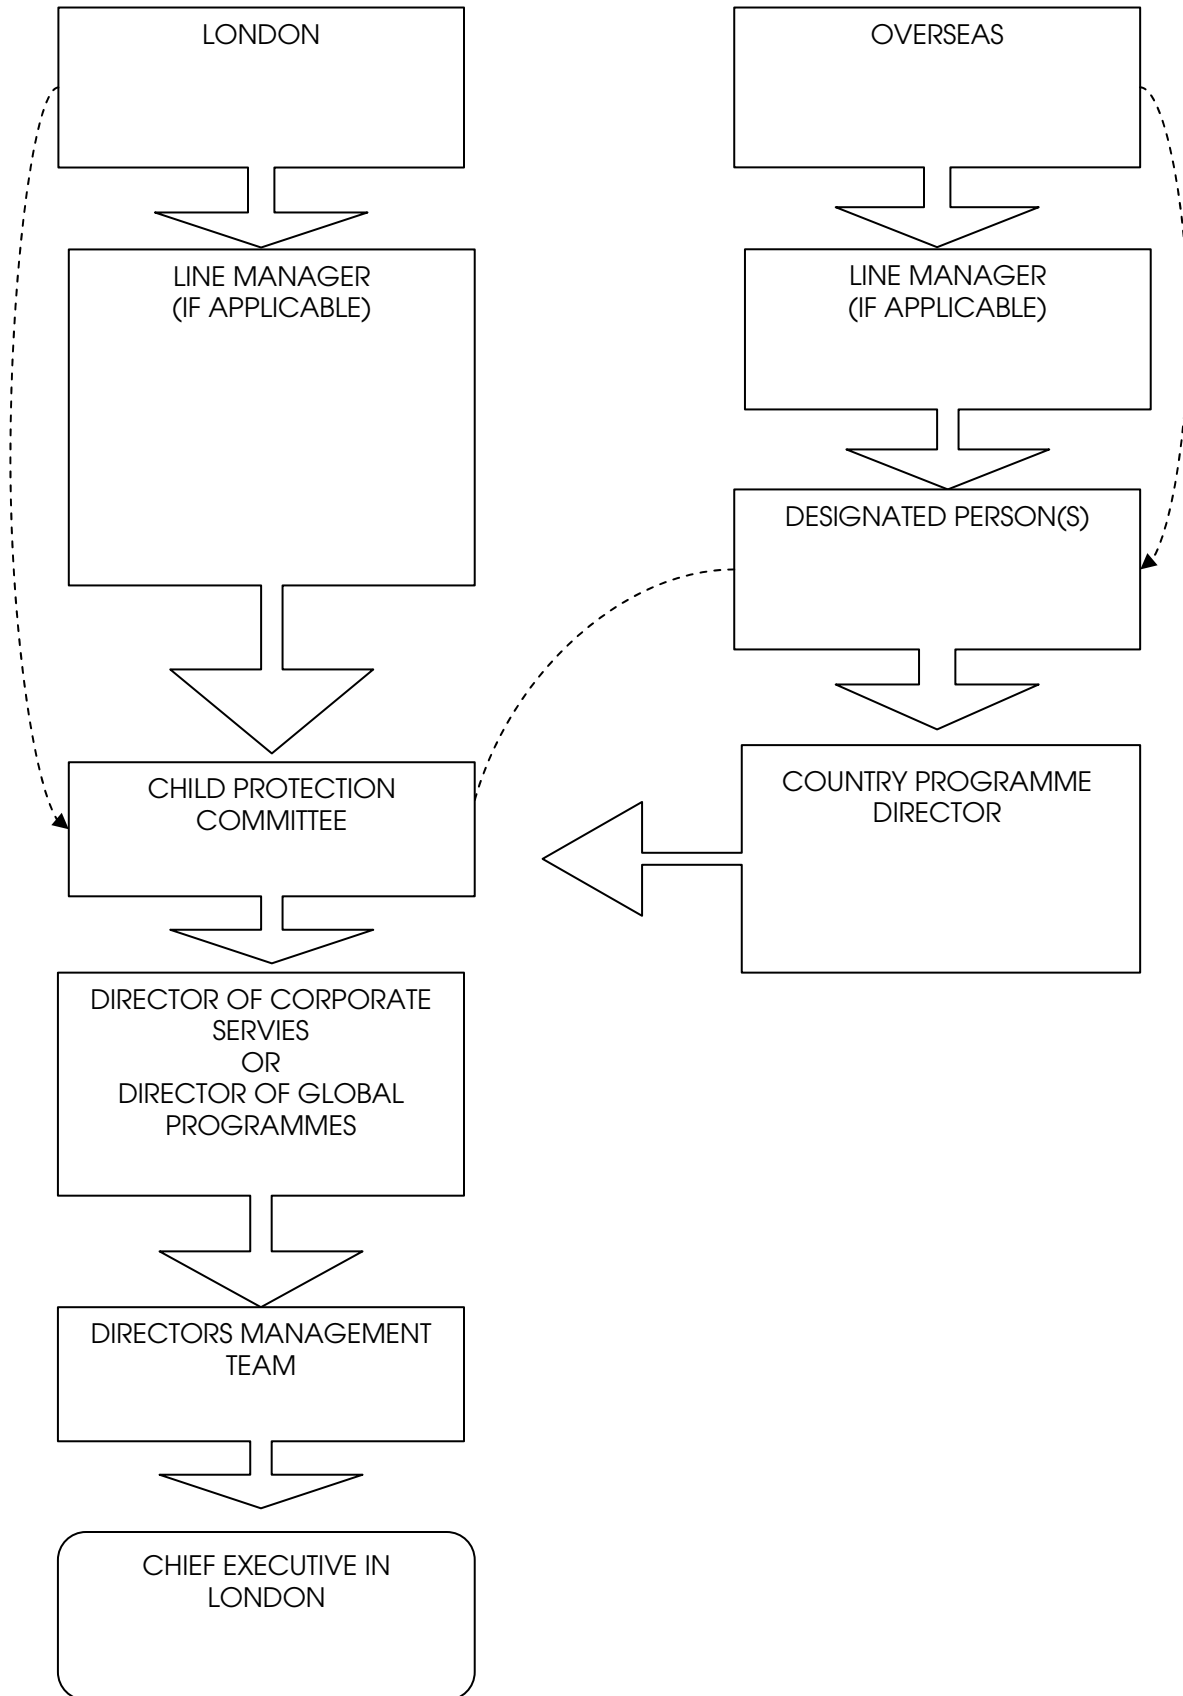 LONDON
OVERSEAS
LINE MANAGER
(IF APPLICABLE)
LINE MANAGER
(IF APPLICABLE)
DESIGNATED PERSON(S)
CHILD PROTECTION
COMMITTEE
COUNTRY PROGRAMME
DIRECTOR
DIRECTOR OF CORPORATE
SERVIES
OR
DIRECTOR OF GLOBAL
PROGRAMMES
DIRECTORS MANAGEMENT
TEAM
CHIEF EXECUTIVE IN
LONDON